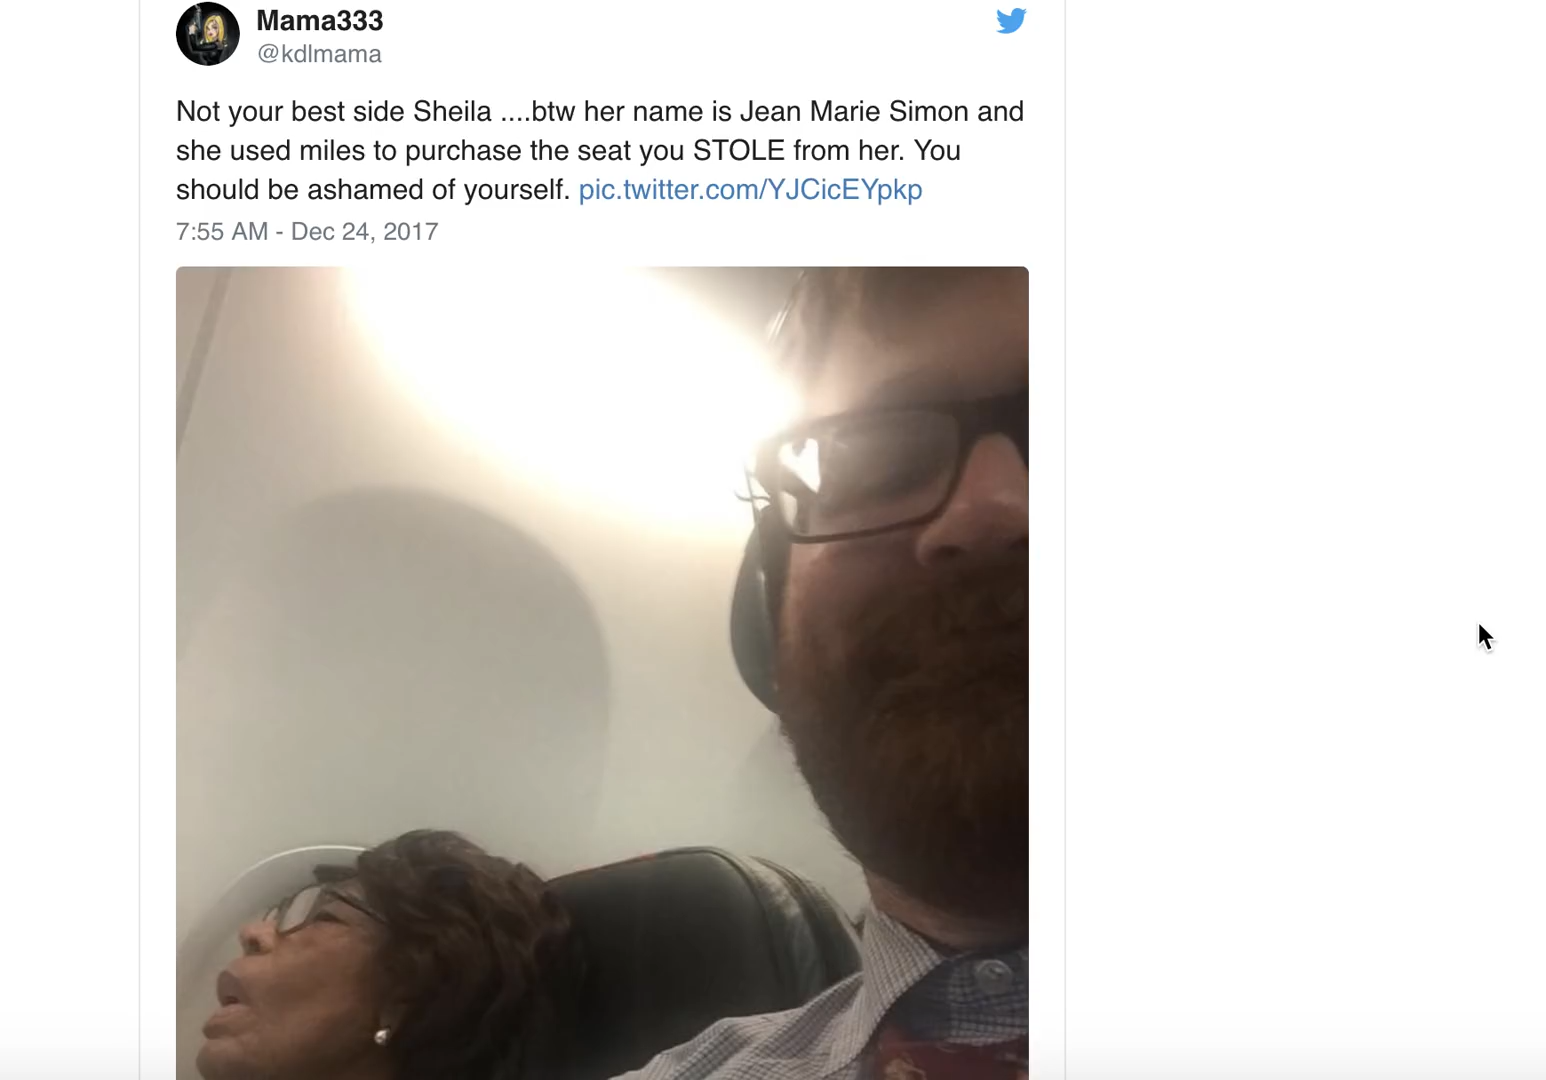 Mama333
@kdlmama
Not your best side Sheila ....btw her name is Jean Marie Simon and
she used miles to purchase the seat you STOLE from her. You
should be ashamed of yourself. pic.twitter.com/YJCicEYpkp
7:55 AM - Dec 24, 2017